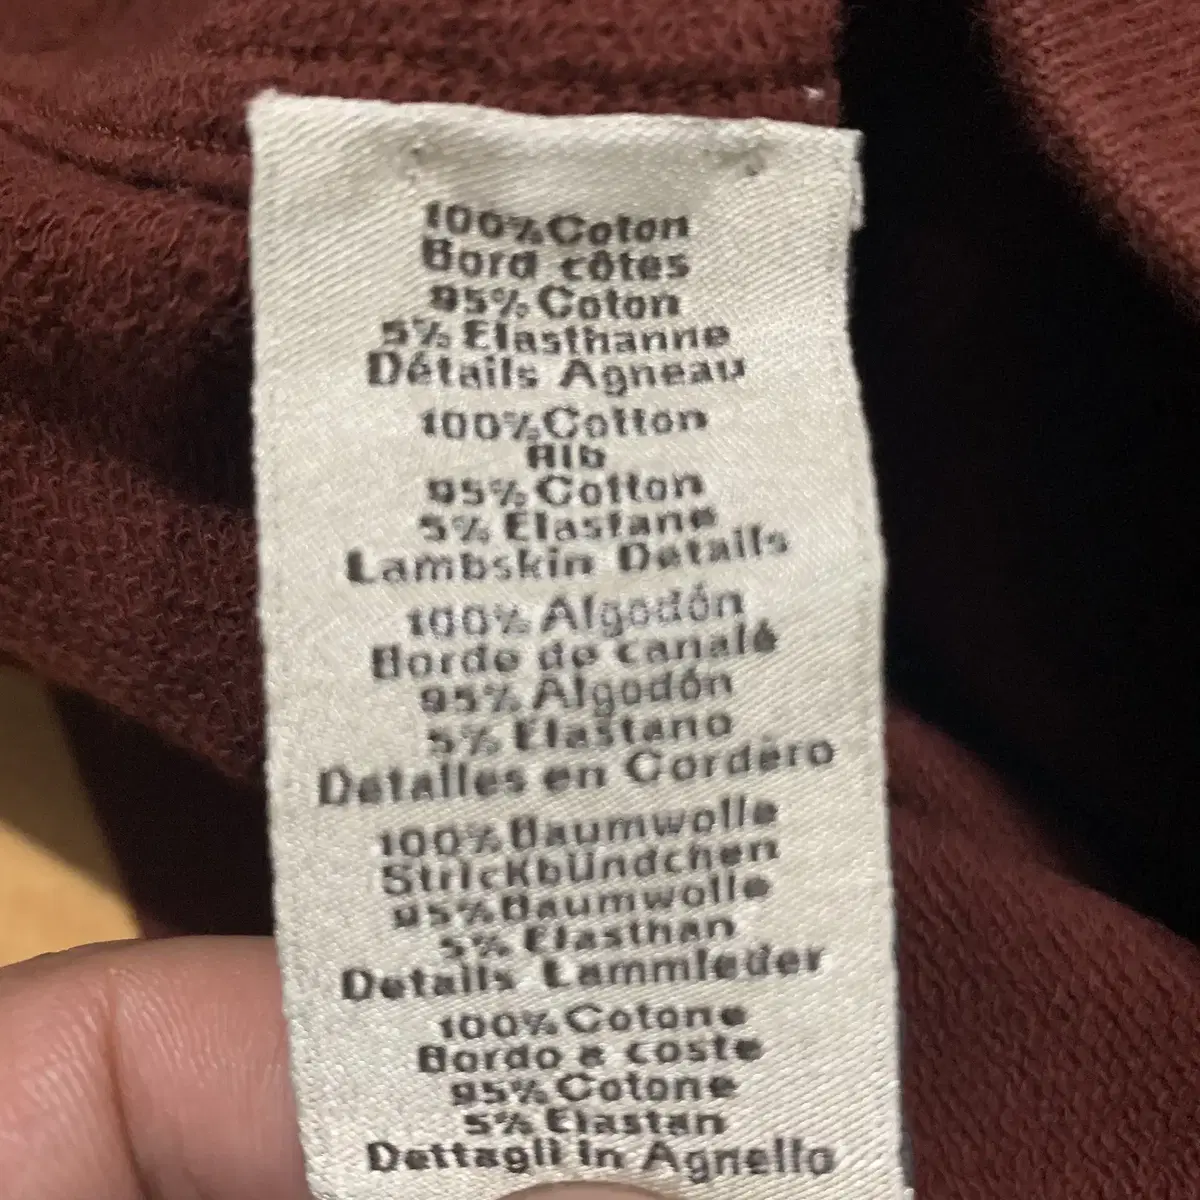 100% Coton
Bord côtes
95% Coton
5% Elasthanne
Détails Agneau
100% Cotton
Rib
95% Cotton
5% Elastane
Lambskin Details
100% Algodón
Borde de canalé
95% Algodón
5% Elastano
Detalles en Cordero
100% Baumwolle
Strickbündchen
95% Baumwolle
5% Elasthan
Details Lammleder
100% Cotone
Bordo a coste
95% Cotone
5% Elastan
Dettagli in Agnello